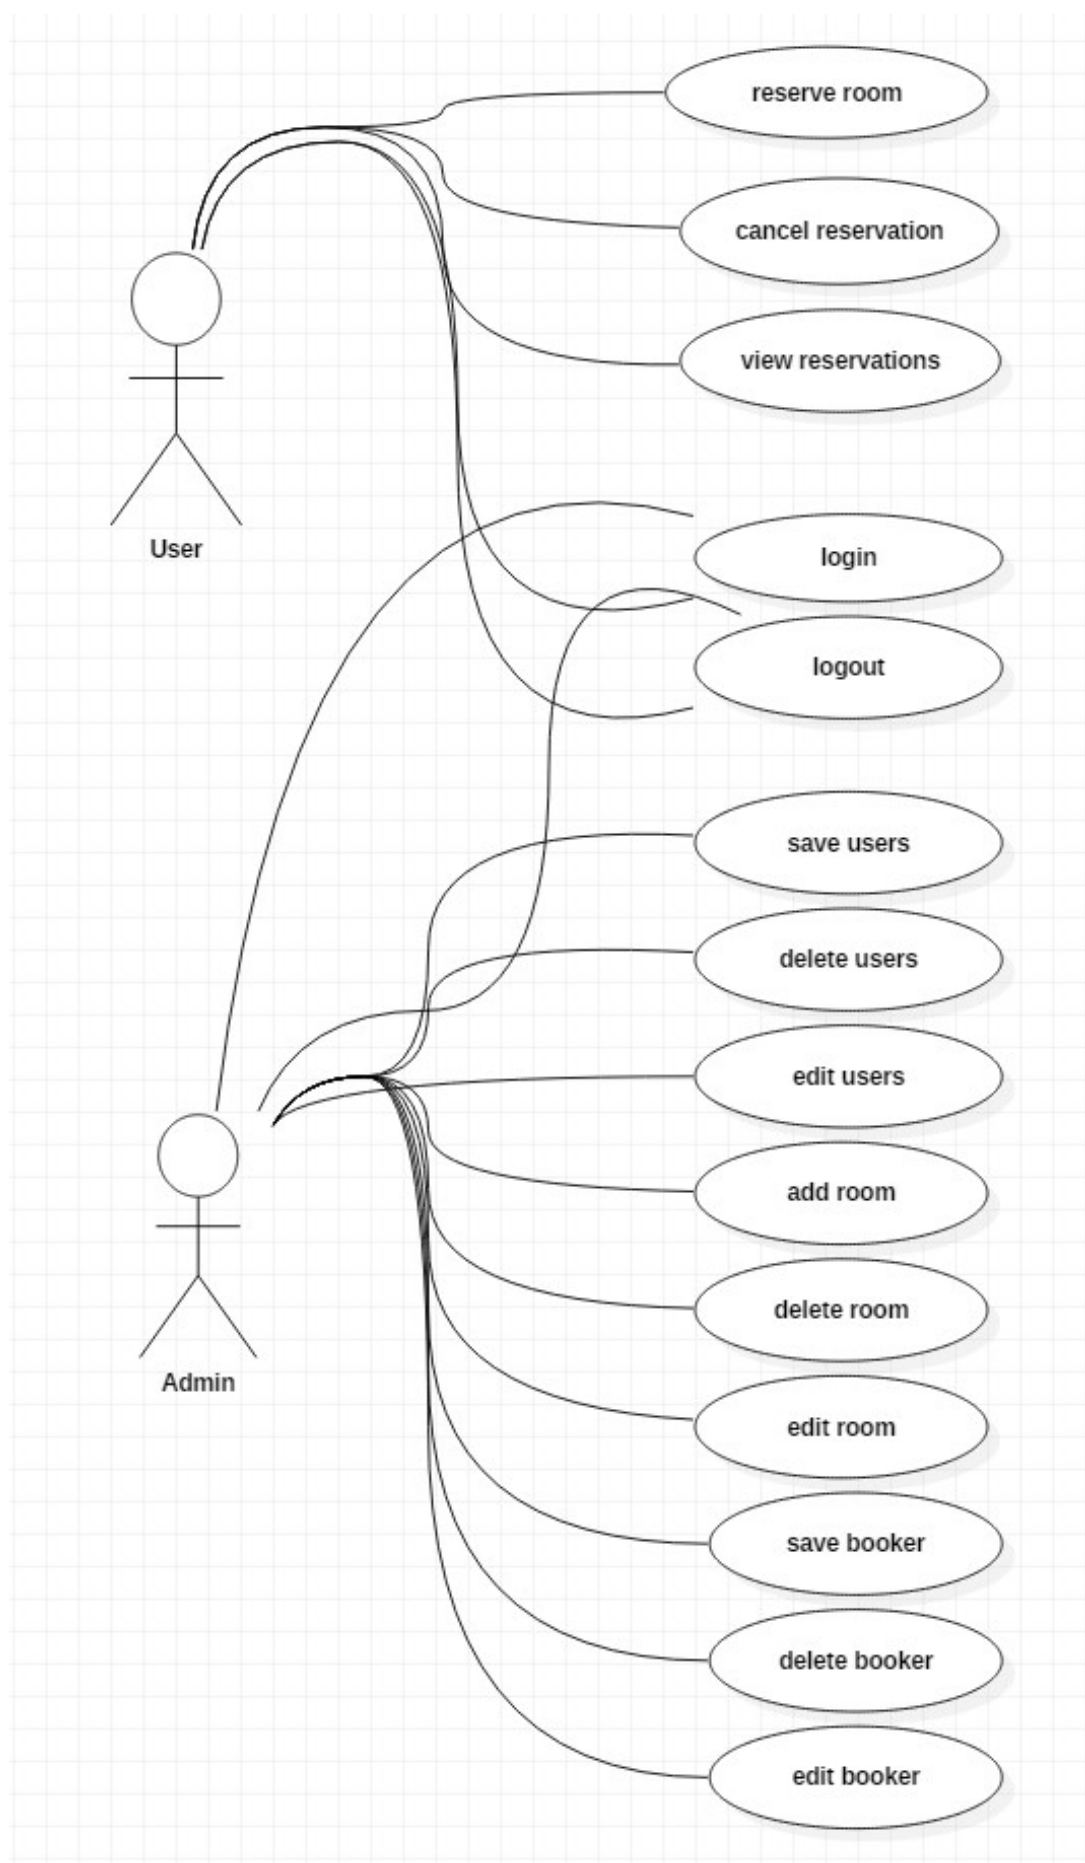 reserve room
cancel reservation
view reservations
User
login
logout
save users
delete users
edit users
add room
delete room
Admin
edit room
save booker
delete booker
edit booker